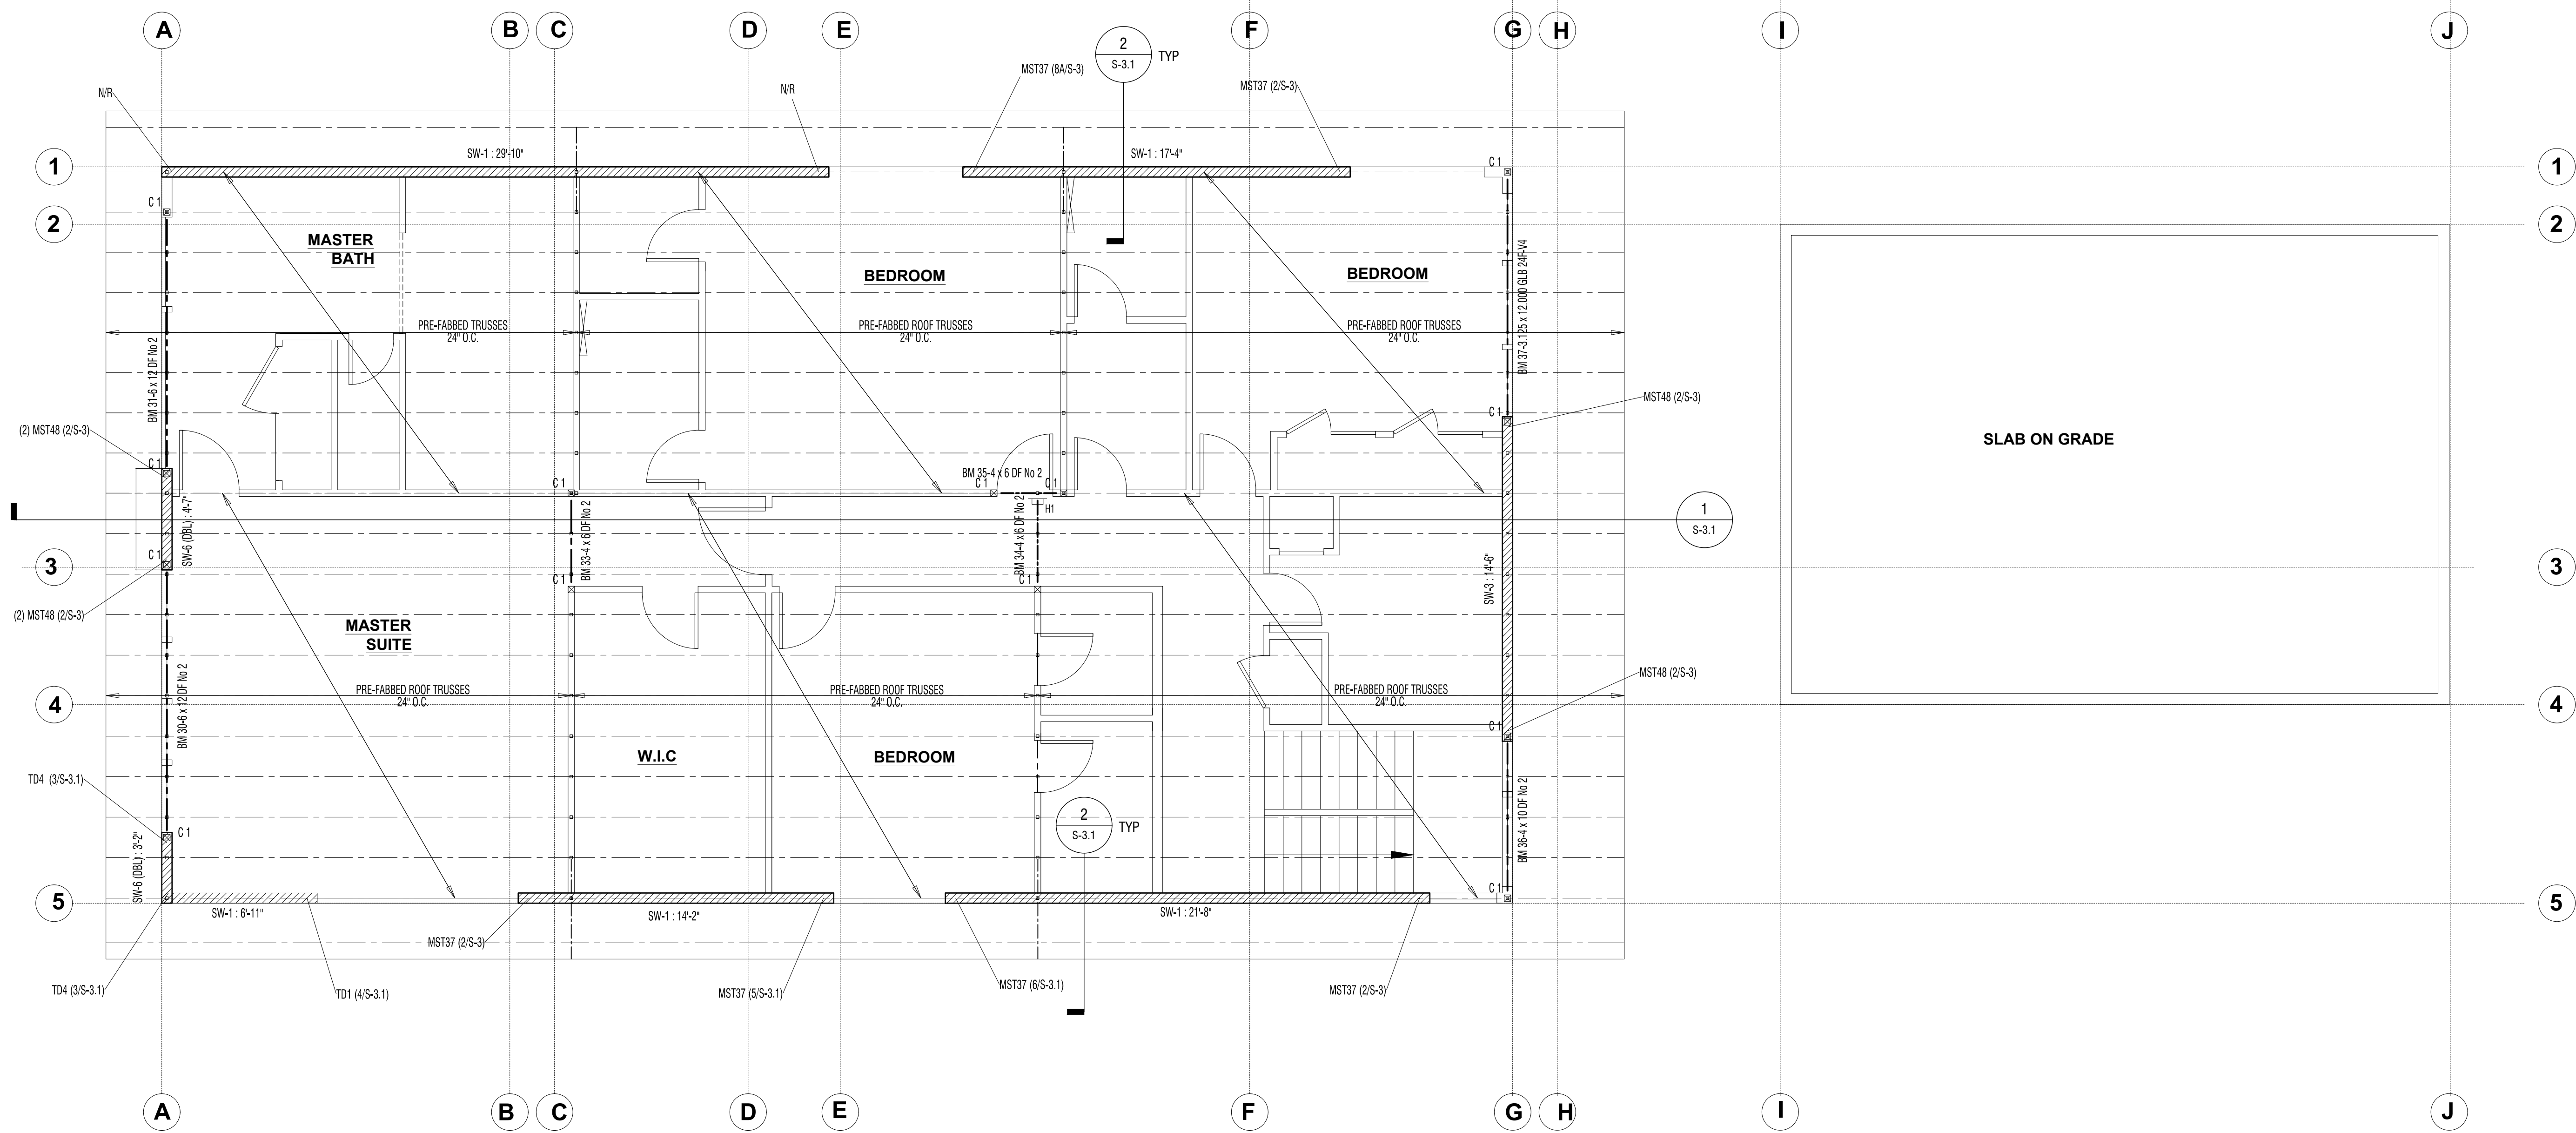 A B C D E F G H I J
2
S-3.1
TYP
MST37 (8A/S-3)
MST37 (2/S-3)
N/R
N/R
1
SW-1 : 29'-10"
SW-1 : 17'-4"
C 1
1
C 1
2
2
MASTER
BATH
BEDROOM
BEDROOM
PRE-FABBED TRUSSES
24" O.C.
PRE-FABBED ROOF TRUSSES
24" O.C.
PRE-FABBED ROOF TRUSSES
24" O.C.
BM 37-3.125 x 12.000 GLB 24F-V4
BM 31-6 x 12 DF No 2
MST48 (2/S-3)
C 1
(2) MST48 (2/S-3)
SLAB ON GRADE
C 1
BM 35-4 x 6 DF No 2
C 1
C 1
C 1
H1
SW-6 (DBL) : 4'-7"
BM 33-4 x 6 DF No 2
BM 34-4 x 6 DF No 2
1
S-3.1
C 1
3
3
C 1
C 1
SW-3 : 14'-6"
(2) MST48 (2/S-3)
MASTER
SUITE
MST48 (2/S-3)
PRE-FABBED ROOF TRUSSES
24" O.C.
PRE-FABBED ROOF TRUSSES
24" O.C.
PRE-FABBED ROOF TRUSSES
24" O.C.
BM 30-6 x 12 DF No 2
4
4
C 1
W.I.C
BEDROOM
TD4 (3/S-3.1)
BM 36-4 x 10 DF No 2
2
S-3.1
TYP
C 1
SW-6 (DBL) : 3'-2"
C 1
5
5
SW-1 : 6'-11"
SW-1 : 14'-2"
SW-1 : 21'-8"
MST37 (2/S-3)
TD4 (3/S-3.1)
TD1 (4/S-3.1)
MST37 (5/S-3.1)
MST37 (6/S-3.1)
MST37 (2/S-3)
A B C D E F G H I J